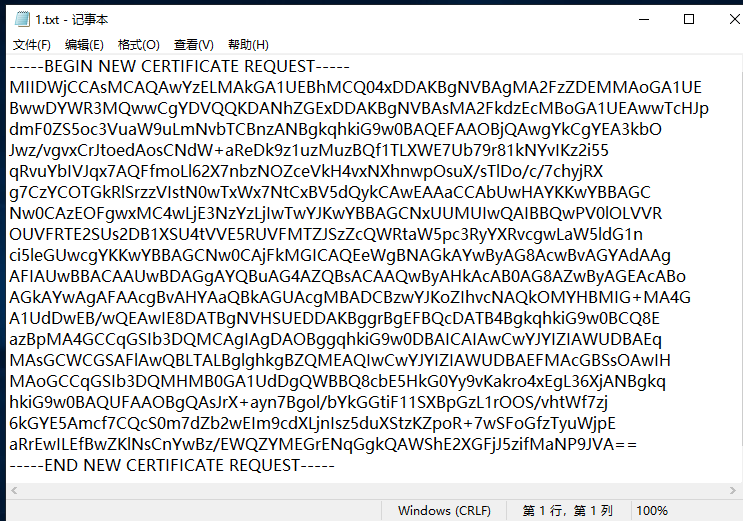 1.txt - 记事本
文件(F) 编辑(E) 格式(O) 查看(V) 帮助(H)
-----BEGIN NEW CERTIFICATE REQUEST-----
MIIDWjCCAsMCAQAwYzELMAkGA1UEBhMCQ04xDDAKBgNVBAgMA2FzZDEMMAoGA1UE
BwwDYWR3MQwwCgYDVQQKDANhZGExDDAKBgNVBAsMA2FkdzEcMBoGA1UEAwwTcHJp
dmF0ZS5oc3VuaW9uLmNvbTCBnzANBgkqhkiG9w0BAQEFAAOBjQAwgYkCgYEA3kbO
Jwz/vgvxCrJtoedAosCNdW+aReDk9z1uzMuzBQf1TLXWE7Ub79r81kNYvIKz2i55
qRvuYbIVJqx7AQFfmoLl62X7nbzNOZceVkH4vxNXhnwpOsuX/sTlDo/c/7chyjRX
g7CzYCOTGkRlSrzzVIstN0wTxWx7NtCxBV5dQykCAwEAAaCCAbUwHAYKKwYBBAGC
Nw0CAzEOFgwxMC4wLjE3NzYzLjIwTwYJKwYBBAGCNxUUMUIwQAIBBQwPV0lOLVVR
OUVFRTE2SUs2DB1XSU4tVVE5RUVFMTZJSzZcQWRtaW5pc3RyYXRvcgwLaW5ldG1n
ci5leGUwcgYKKwYBBAGCNw0CAjFkMGICAQEeWgBNAGkAYwByAG8AcwBvAGYAdAAg
AFIAUwBBACAAUwBDAGgAYQBuAG4AZQBsACAAQwByAHkAcAB0AG8AZwByAGEAcABo
AGkAYwAgAFAAcgBvAHYAaQBkAGUAcgMBADCBzwYJKoZIhvcNAQkOMYHBMIG+MA4G
A1UdDwEB/wQEAwIE8DATBgNVHSUEDDAKBggrBgEFBQcDATB4BgkqhkiG9w0BCQ8E
azBpMA4GCCqGSIb3DQMCAgIAgDAOBggqhkiG9w0DBAICAIAwCwYJYIZIAWUDBAEq
MAsGCWCGSAFlAwQBLTALBglghkgBZQMEAQIwCwYJYIZIAWUDBAEFMAcGBSsOAwIH
MAoGCCqGSIb3DQMHMB0GA1UdDgQWBBQ8cbE5HkG0Yy9vKakro4xEgL36XjANBgkq
hkiG9w0BAQUFAAOBgQAsJrX+ayn7Bgol/bYkGGtiF11SXBpGzL1rOOS/vhtWf7zj
6kGYE5Amcf7CQcS0m7dZb2wEIm9cdXLjnIsz5duXStzKZpoR+7wSFoGfzTyuWjpE
aRrEwILEfBwZKlNsCnYwBz/EWQZYMEGrENqGgkQAWShE2XGFjJ5zifMaNP9JVA==
-----END NEW CERTIFICATE REQUEST-----
Windows (CRLF) 第 1 行，第 1 列 100%